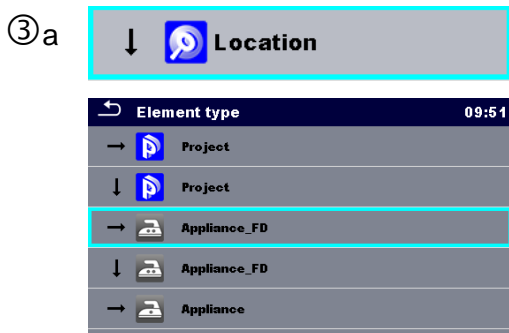 ③a
↓ Location
Element type 09:51
→ Project
↓ Project
→ Appliance_FD
↓ Appliance_FD
→ Appliance